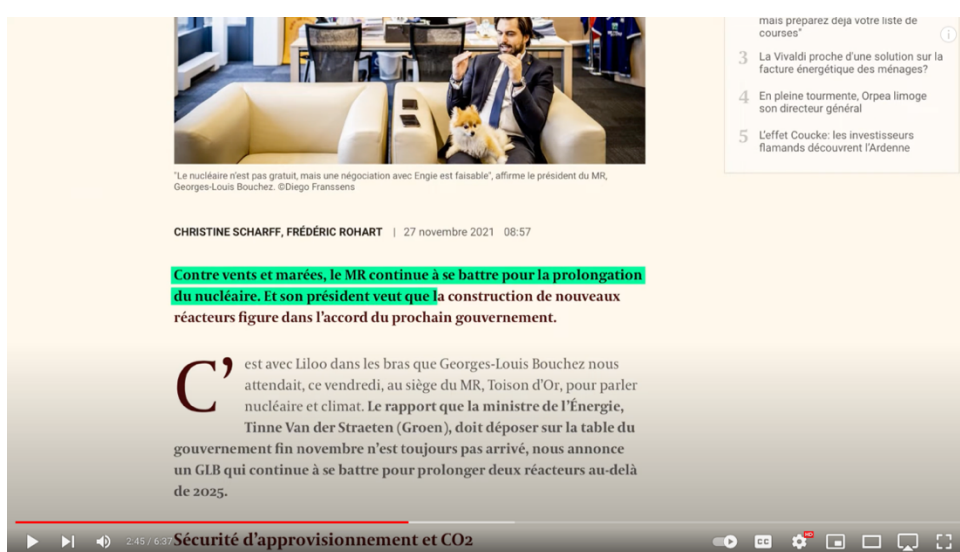 mais préparez déjà votre liste de
courses"
3 La Vivaldi proche d'une solution sur la
facture énergétique des ménages?
4 En pleine tourmente, Orpea limoge
son directeur général
5 L'effet Coucke: les investisseurs
flamands découvrent l'Ardenne
"Le nucléaire n'est pas gratuit, mais une négociation avec Engie est faisable", affirme le président du MR,
Georges-Louis Bouchez. ©Diego Franssens
CHRISTINE SCHARFF, FRÉDÉRIC ROHART | 27 novembre 2021 08:57
Contre vents et marées, le MR continue à se battre pour la prolongation
du nucléaire. Et son président veut que la construction de nouveaux
réacteurs figure dans l'accord du prochain gouvernement.
C'est avec Liloo dans les bras que Georges-Louis Bouchez nous
attendait, ce vendredi, au siège du MR, Toison d'Or, pour parler
nucléaire et climat. Le rapport que la ministre de l'Énergie,
Tinne Van der Straeten (Groen), doit déposer sur la table du
gouvernement fin novembre n'est toujours pas arrivé, nous annonce
un GLB qui continue à se battre pour prolonger deux réacteurs au-delà
de 2025.
Sécurité d'approvisionnement et CO2
2:45 / 6:37
CC
HD